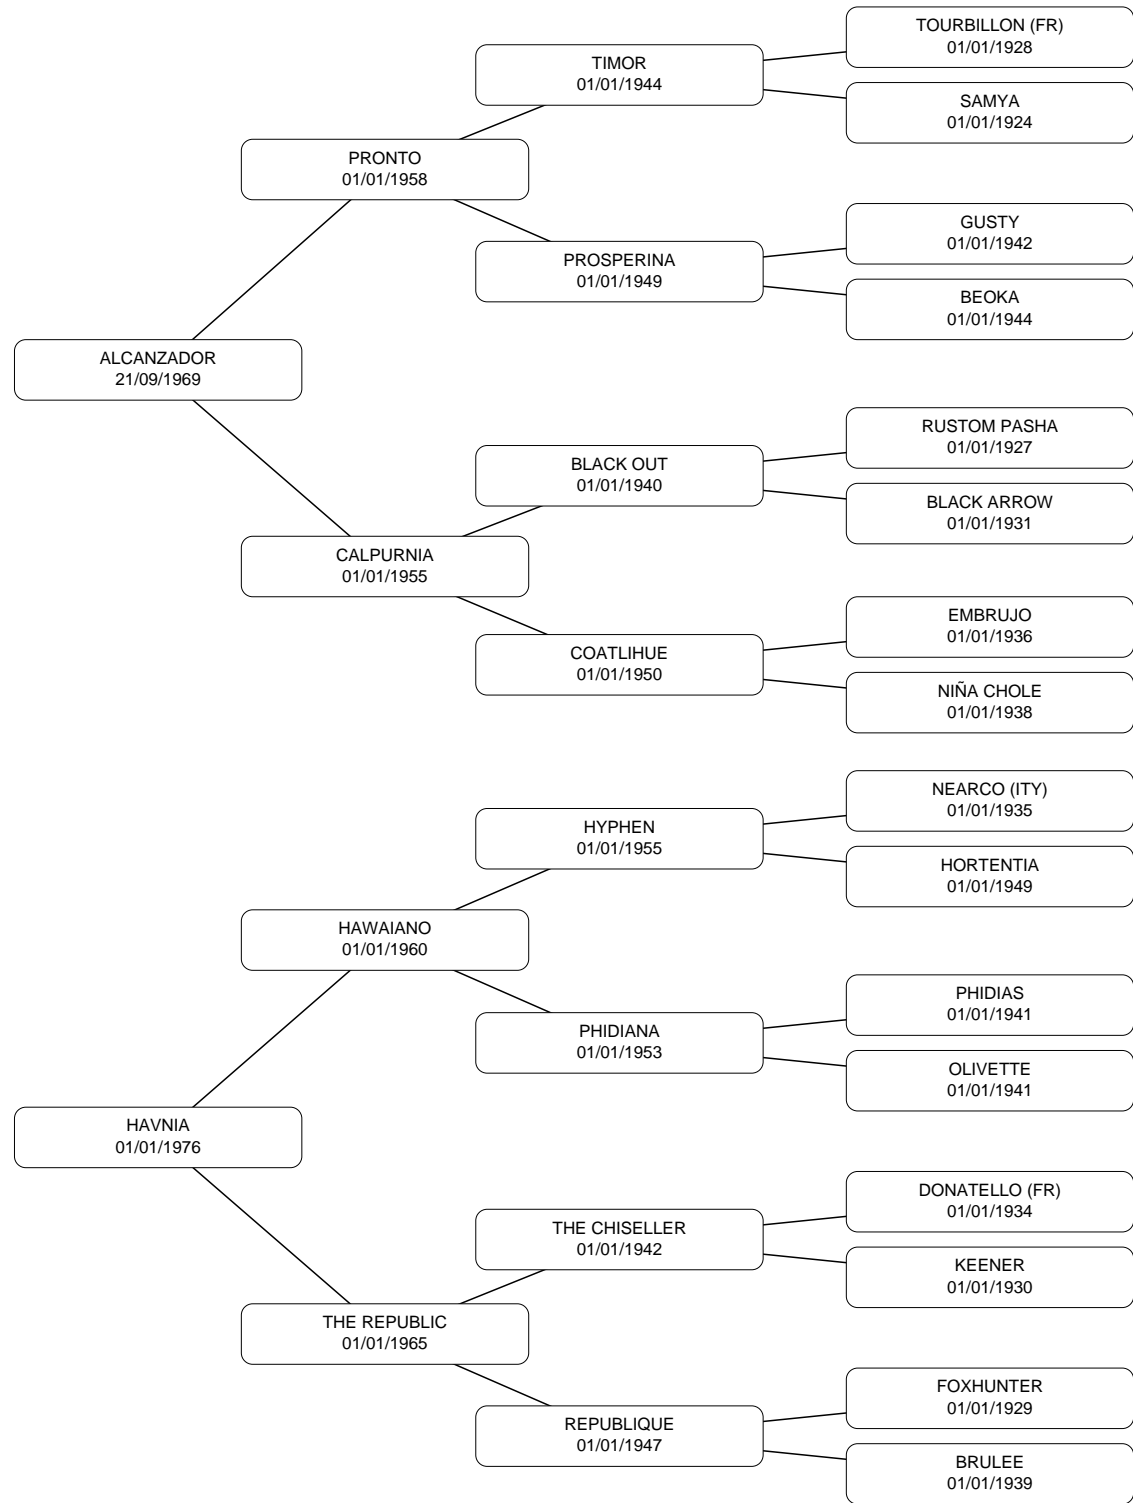 TOURBILLON (FR)
01/01/1928
TIMOR
01/01/1944
SAMYA
01/01/1924
PRONTO
01/01/1958
GUSTY
01/01/1942
PROSPERINA
01/01/1949
BEOKA
01/01/1944
ALCANZADOR
21/09/1969
RUSTOM PASHA
01/01/1927
BLACK OUT
01/01/1940
BLACK ARROW
01/01/1931
CALPURNIA
01/01/1955
EMBRUJO
01/01/1936
COATLIHUE
01/01/1950
NIÑA CHOLE
01/01/1938
NEARCO (ITY)
01/01/1935
HYPHEN
01/01/1955
HORTENTIA
01/01/1949
HAWAIANO
01/01/1960
PHIDIAS
01/01/1941
PHIDIANA
01/01/1953
OLIVETTE
01/01/1941
HAVNIA
01/01/1976
DONATELLO (FR)
01/01/1934
THE CHISELLER
01/01/1942
KEENER
01/01/1930
THE REPUBLIC
01/01/1965
FOXHUNTER
01/01/1929
REPUBLIQUE
01/01/1947
BRULEE
01/01/1939